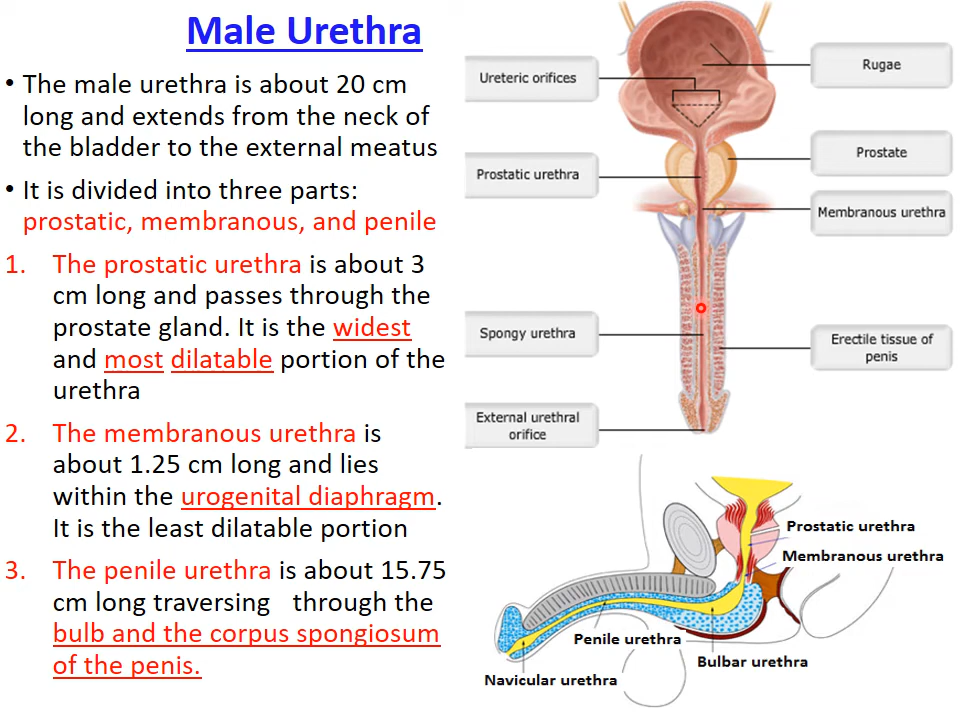 Male Urethra
• The male urethra is about 20 cm
long and extends from the neck of
the bladder to the external meatus
• It is divided into three parts:
prostatic, membranous, and penile
1. The prostatic urethra is about 3
cm long and passes through the
prostate gland. It is the widest
and most dilatable portion of the
urethra
2. The membranous urethra is
about 1.25 cm long and lies
within the urogenital diaphragm.
It is the least dilatable portion
3. The penile urethra is about 15.75
cm long traversing through the
bulb and the corpus spongiosum
of the penis.
Ureteric orifices
Rugae
Prostatic urethra
Prostate
Membranous urethra
Spongy urethra
Erectile tissue of
penis
External urethral
orifice
Prostatic urethra
Membranous urethra
Penile urethra
Bulbar urethra
Navicular urethra